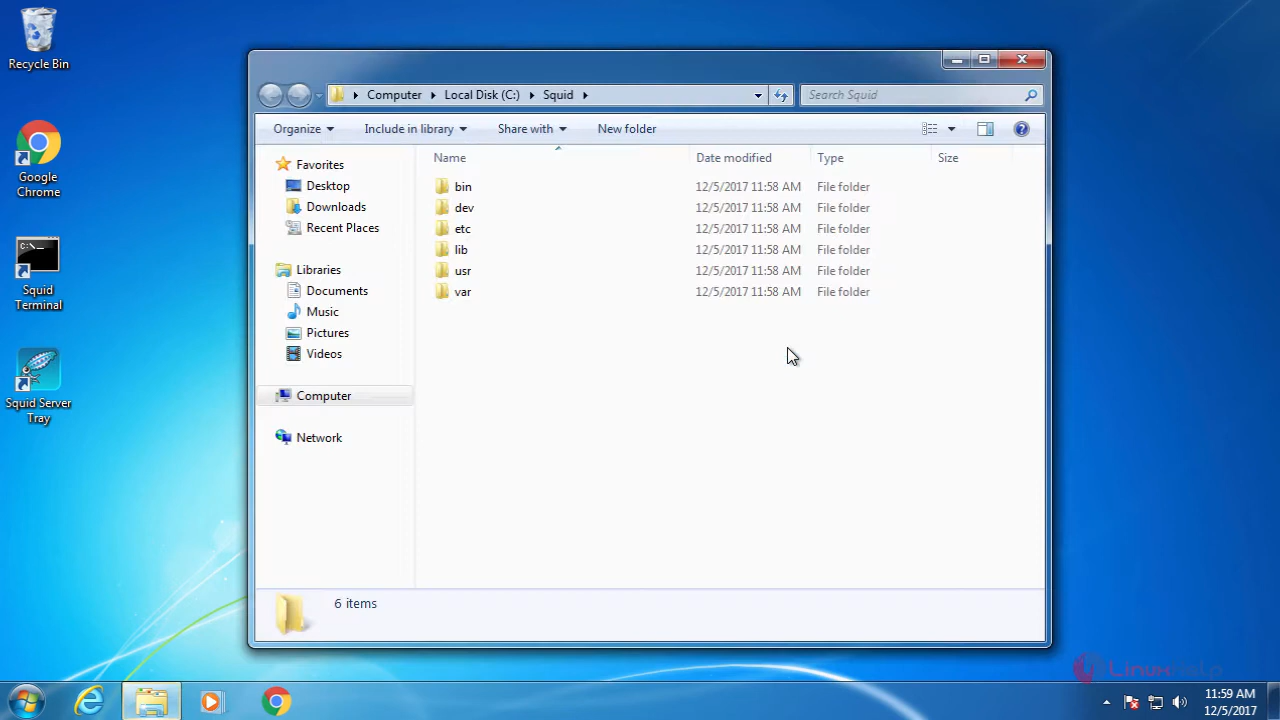 Recycle Bin
Google
Chrome
C:\_
Squid
Terminal
Squid Server
Tray
Computer Local Disk (C:) Squid
Search Squid
Organize Include in library Share with New folder
Name Date modified Type Size
Favorites
Desktop
Downloads
Recent Places
Libraries
Documents
Music
Pictures
Videos
Computer
Network
bin 12/5/2017 11:58 AM File folder
dev 12/5/2017 11:58 AM File folder
etc 12/5/2017 11:58 AM File folder
lib 12/5/2017 11:58 AM File folder
usr 12/5/2017 11:58 AM File folder
var 12/5/2017 11:58 AM File folder
6 items
LinuxHelp
11:59 AM
12/5/2017